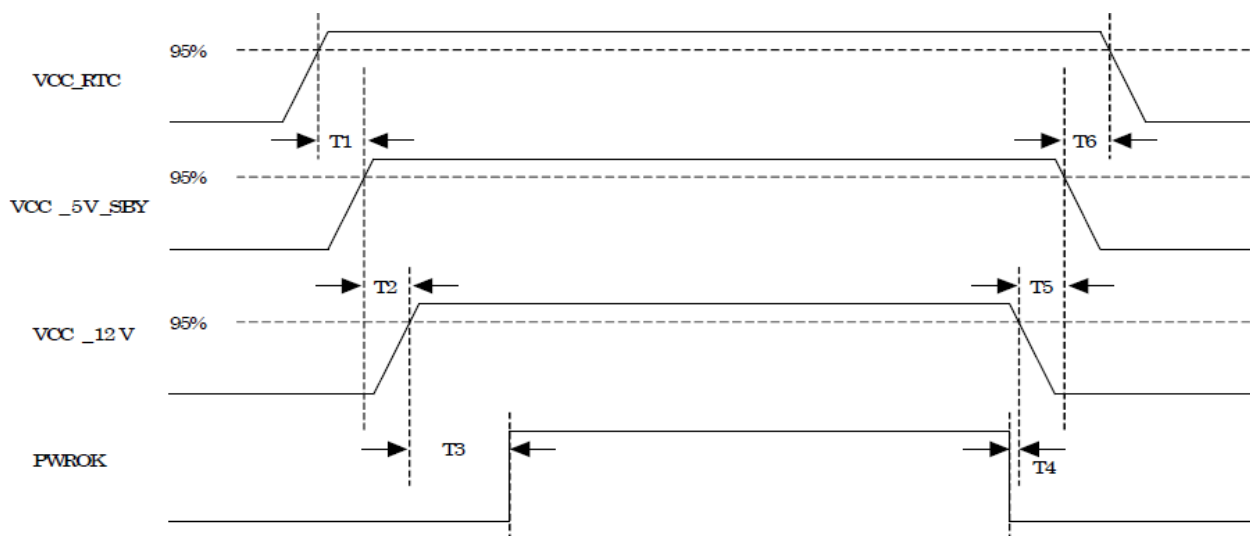 95%
VCC_RTC
T1
T6
95%
VCC _5V_SBY
T2
T5
95%
VCC _12 V
T3
T4
PWROK